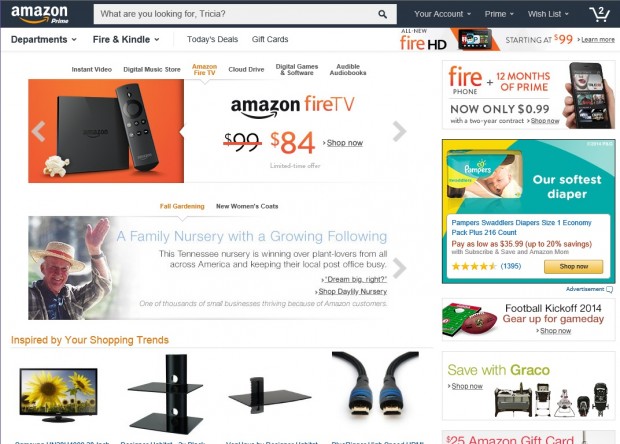 amazon
Prime
What are you looking for, Tricia?
Your Account
Prime
Wish List
2
Departments
Fire & Kindle
Today's Deals
Gift Cards
ALL-NEW
fire HD
STARTING AT $99
Learn more
Instant Video
Digital Music Store
Amazon
Fire TV
Cloud Drive
Digital Games
& Software
Audible
Audiobooks
amazon fireTV
$99 $84
Shop now
Limited-time offer
fire
PHONE
+ 12 MONTHS
OF PRIME
NOW ONLY $0.99
with a two-year contract
Shop now
Pampers
Swaddlers
Our softest
diaper
Pampers Swaddlers Diapers Size 1 Economy
Pack Plus 216 Count
Pay as low as $35.99 (up to 20% savings)
with Subscribe & Save and Amazon Mom
(1395)
Shop now
Advertisement
Fall Gardening
New Women's Coats
A Family Nursery with a Growing Following
This Tennessee nursery is winning over plant-lovers from all
across America and keeping their local post office busy.
"Dream big, right?"
Shop Daylily Nursery
One of thousands of small businesses thriving because of Amazon customers.
Football Kickoff 2014
Gear up for gameday
Shop now
Inspired by Your Shopping Trends
Save with Graco
Shop now
$25 Amazon Gift Card